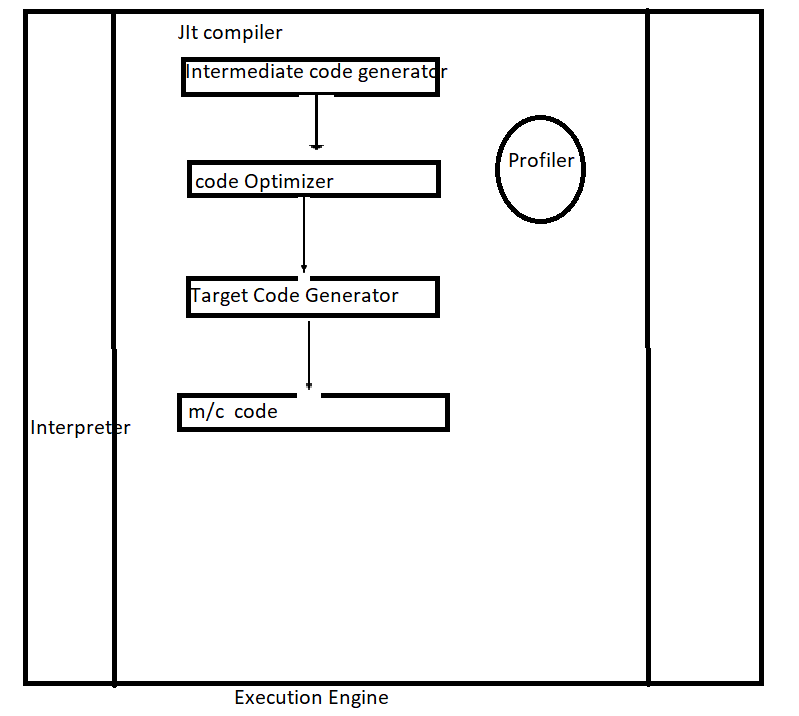 JIt compiler
Intermediate code generator
Profiler
code Optimizer
Target Code Generator
m/c code
Interpreter
Execution Engine